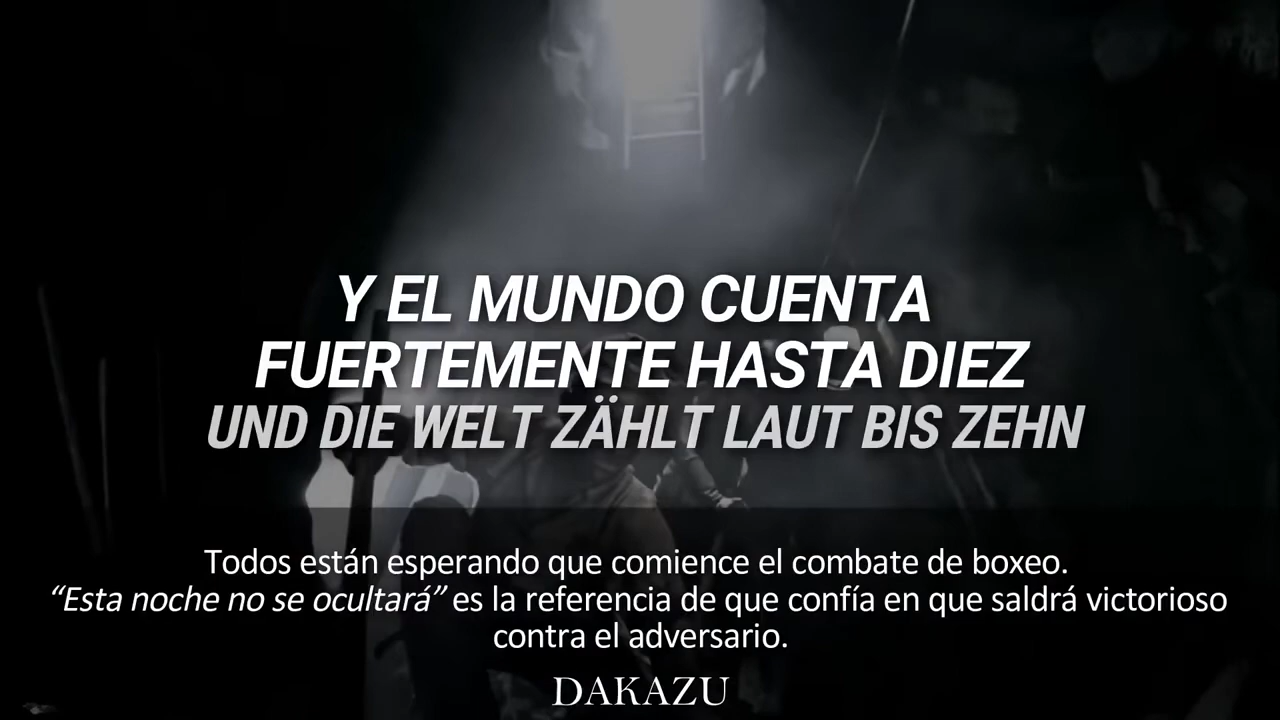 Y EL MUNDO CUENTA
FUERTEMENTE HASTA DIEZ
UND DIE WELT ZÄHLT LAUT BIS ZEHN
Todos están esperando que comience el combate de boxeo.
“Esta noche no se ocultará” es la referencia de que confía en que saldrá victorioso
contra el adversario.
DAKAZU